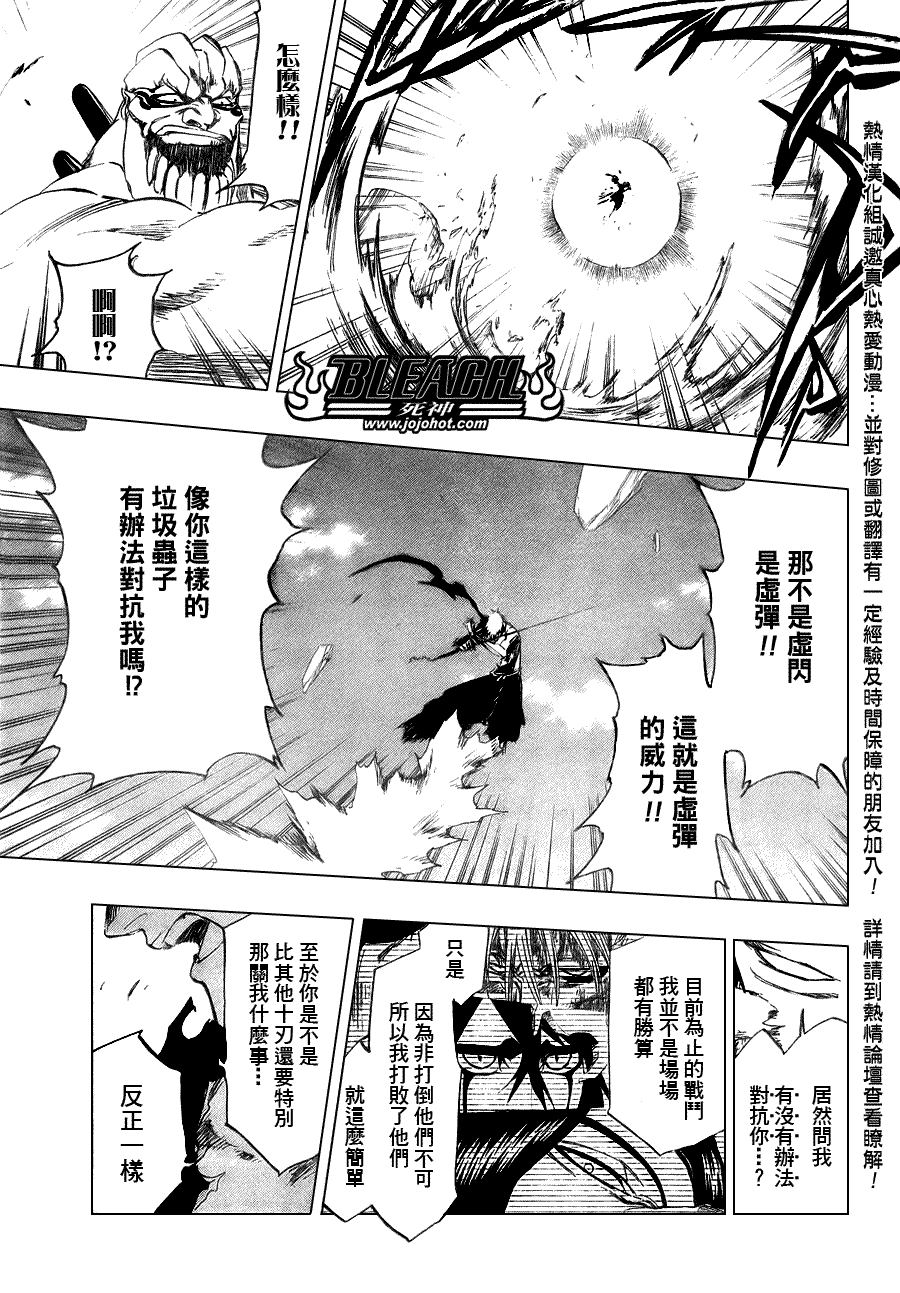 怎麼樣!!
啊啊!?
BLEACH
死神
www.jojohot.com
那不是虛閃
是虛彈!!
這就是虛彈
的威力!!
像你這樣的
垃圾蟲子
有辦法對抗我嗎!?
居然問我
有沒有辦法
對抗你…?
目前為止的戰鬥
我並不是場場
都有勝算
只是
因為非打倒他們不可
所以我打敗了他們
就這麼簡單
至於你是不是
比其他十刃還要特別
那關我什麼事…
反正一樣
熱情漢化組誠邀真心熱愛動漫…並對修圖或翻譯有一定經驗及時間保障的朋友加入! 詳情請到熱情論壇查看瞭解!